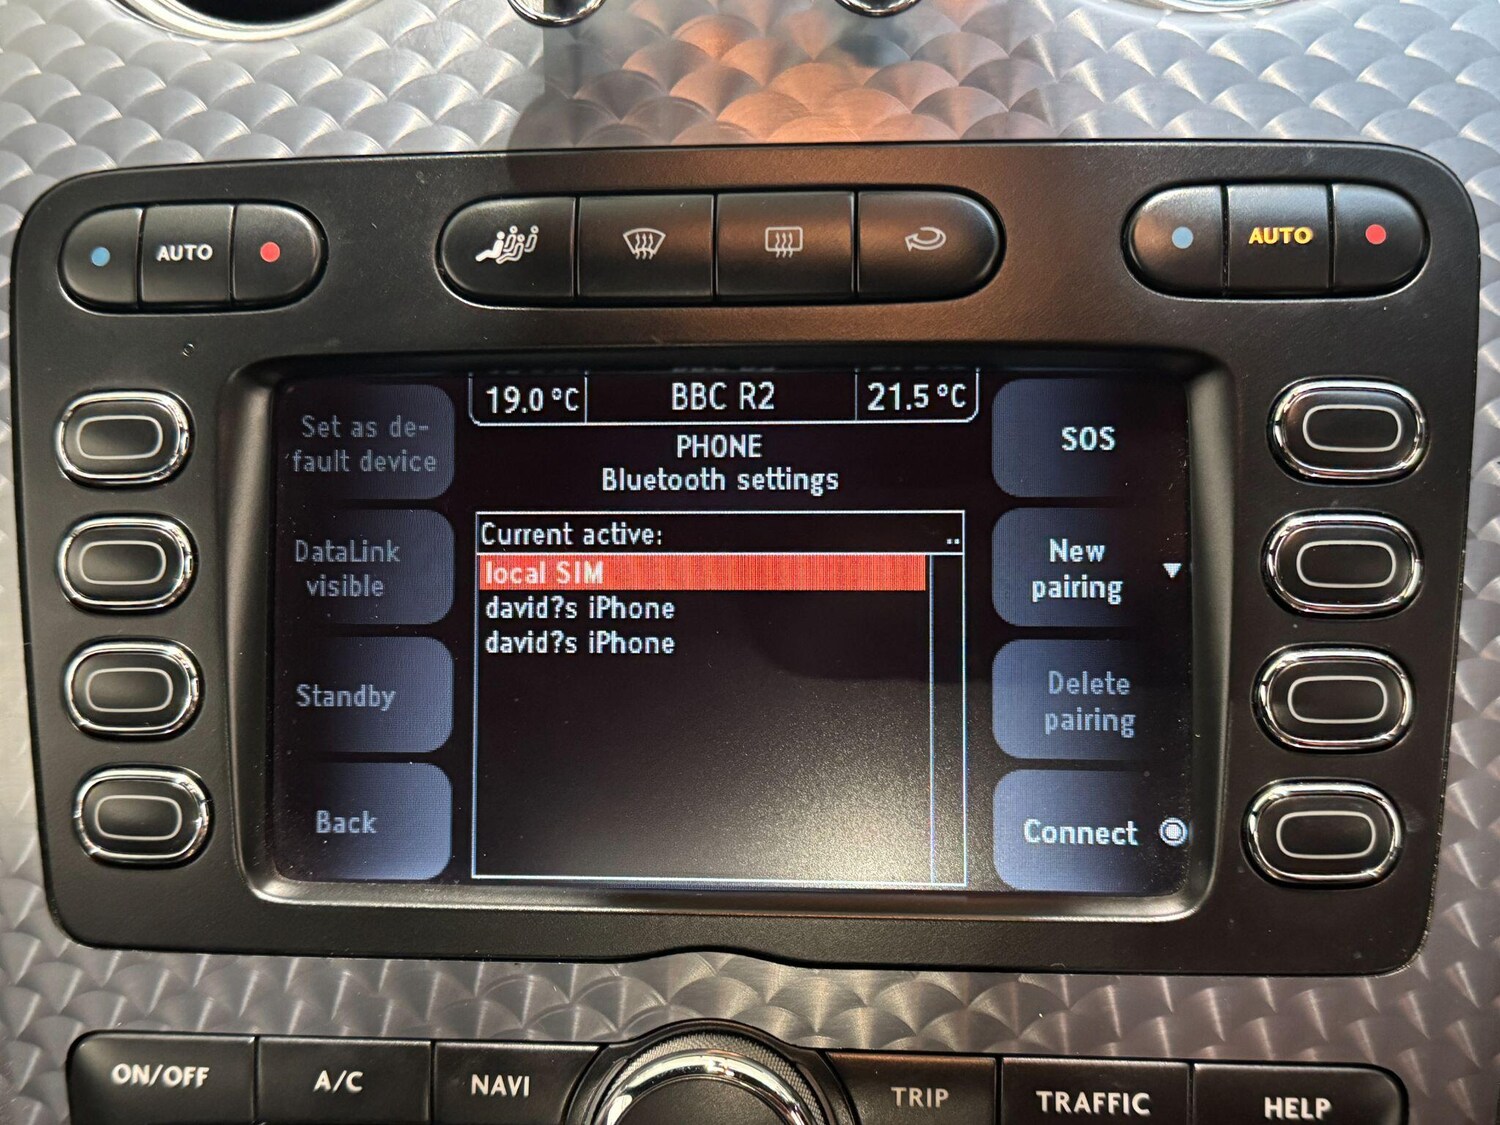 AUTO
AUTO
19.0 °C
BBC R2
21.5 °C
PHONE
Bluetooth settings
Set as de-
fault device
DataLink
visible
Standby
Back
Current active:
..
local SIM
david?s iPhone
david?s iPhone
SOS
New
pairing
Delete
pairing
Connect
ON/OFF
A/C
NAVI
TRIP
TRAFFIC
HELP